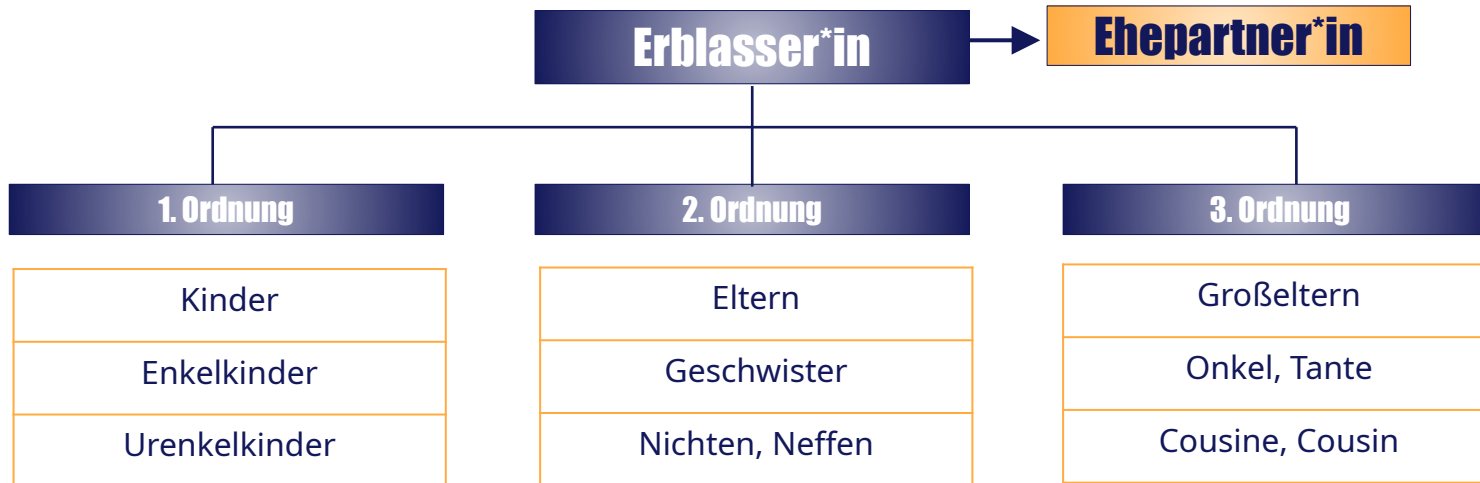 Erblasser*in
Ehepartner*in
1. Ordnung
2. Ordnung
3. Ordnung
Kinder
Enkelkinder
Urenkelkinder
Eltern
Geschwister
Nichten, Neffen
Großeltern
Onkel, Tante
Cousine, Cousin